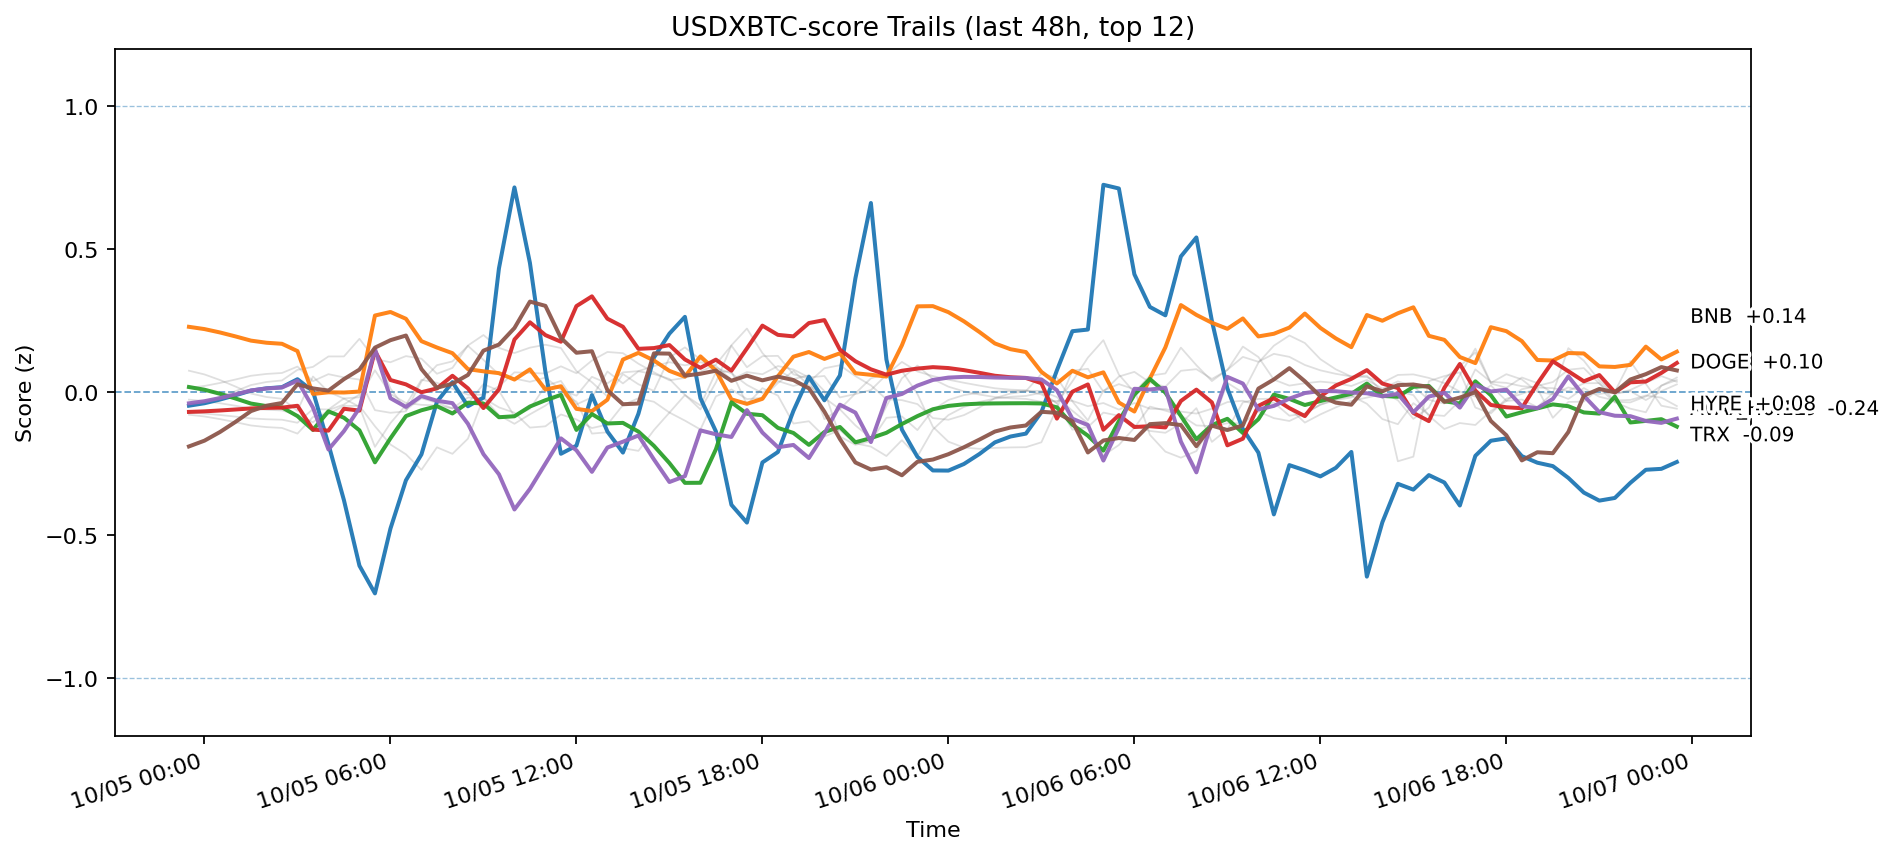 USDXBTC-score Trails (last 48h, top 12)
Score (z)
1.0
0.5
0.0
−0.5
−1.0
BNB +0.14
DOGE +0.10
HYPE +0.08
-0.24
TRX -0.09
10/05 00:00
10/05 06:00
10/05 12:00
10/05 18:00
10/06 00:00
10/06 06:00
10/06 12:00
10/06 18:00
10/07 00:00
Time